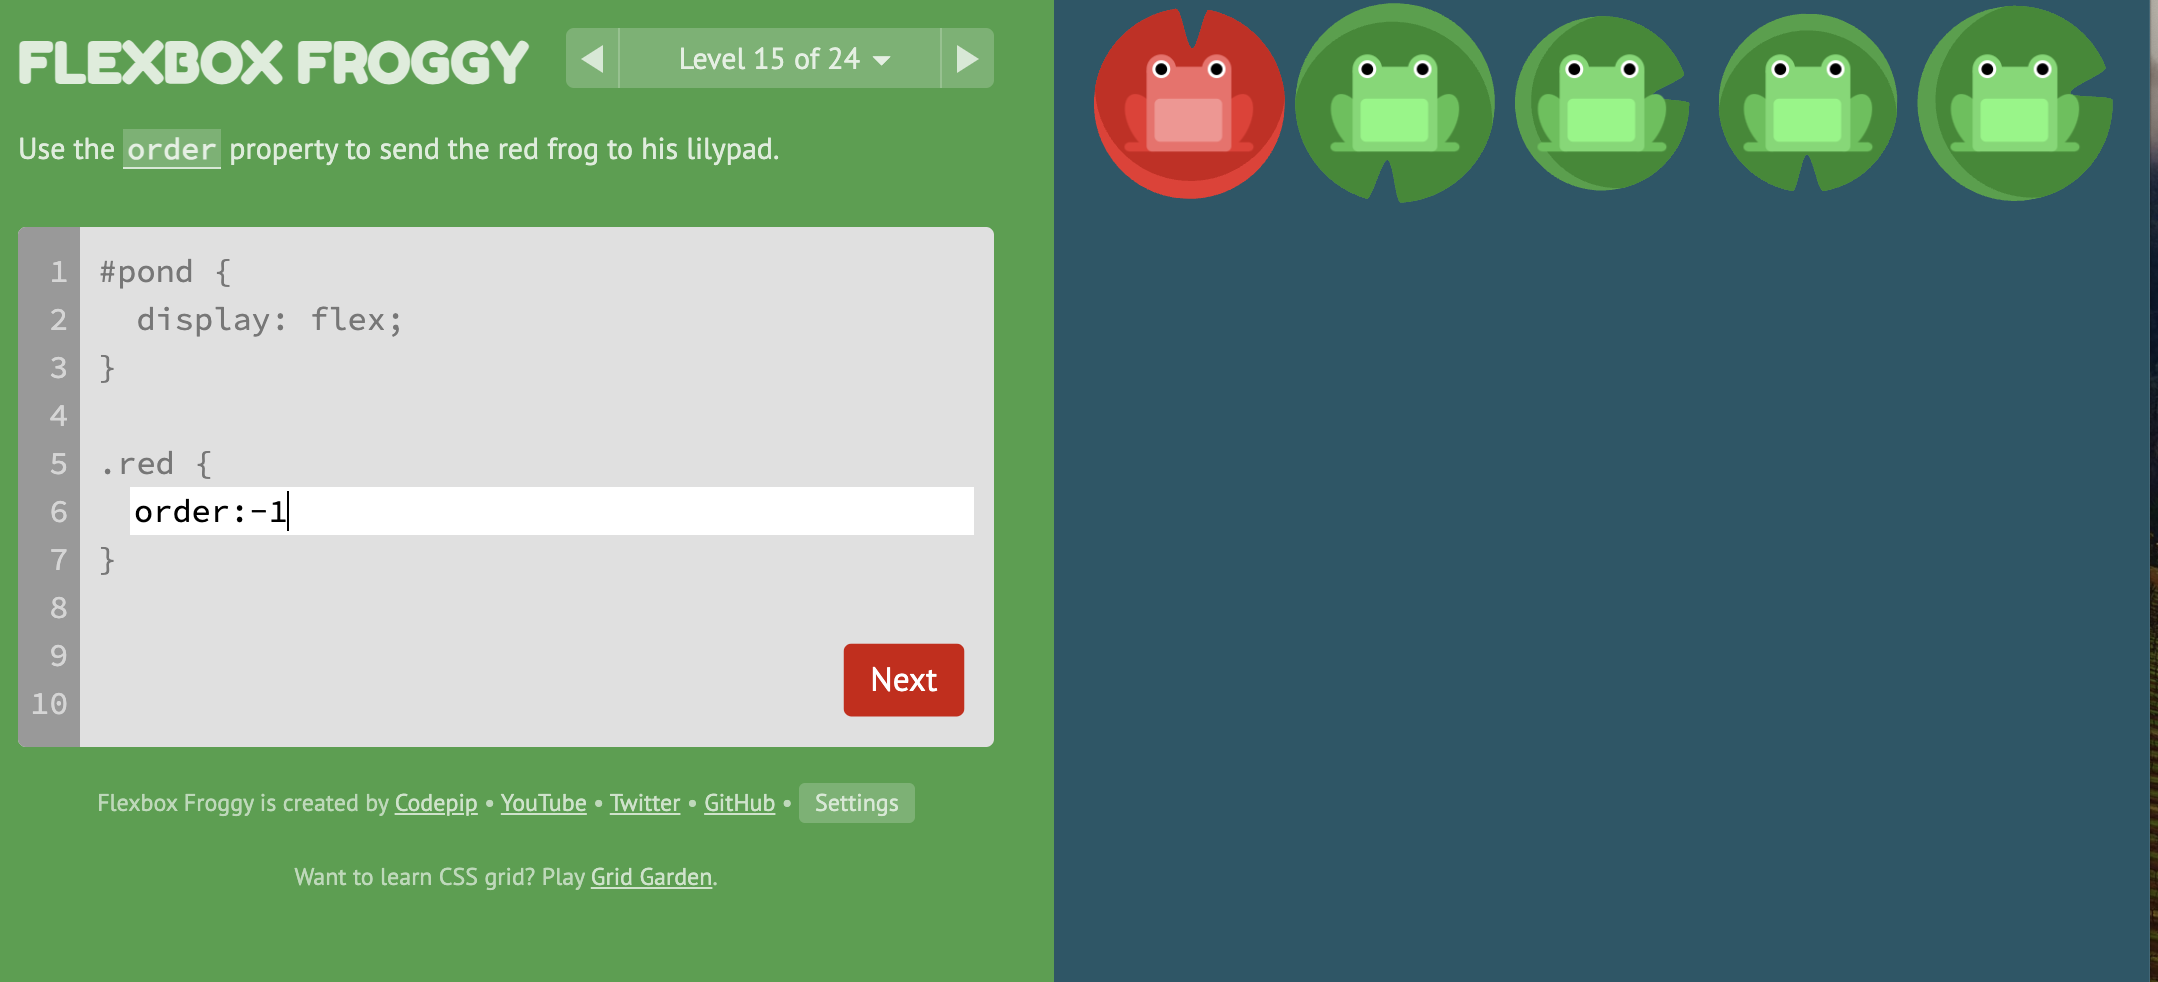 FLEXBOX FROGGY
Level 15 of 24
Use the order property to send the red frog to his lilypad.
1 #pond {
2 display: flex;
3 }
4
5 .red {
6 order:-1
7 }
8
9
10
Next
Flexbox Froggy is created by Codepip • YouTube • Twitter • GitHub • Settings
Want to learn CSS grid? Play Grid Garden.